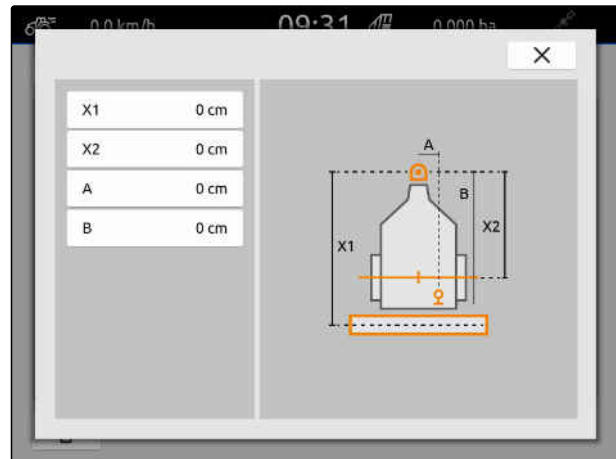 0.0 km/h 09:31 0.000 ha
X1 0 cm
X2 0 cm
A 0 cm
B 0 cm
A
B
X2
X1